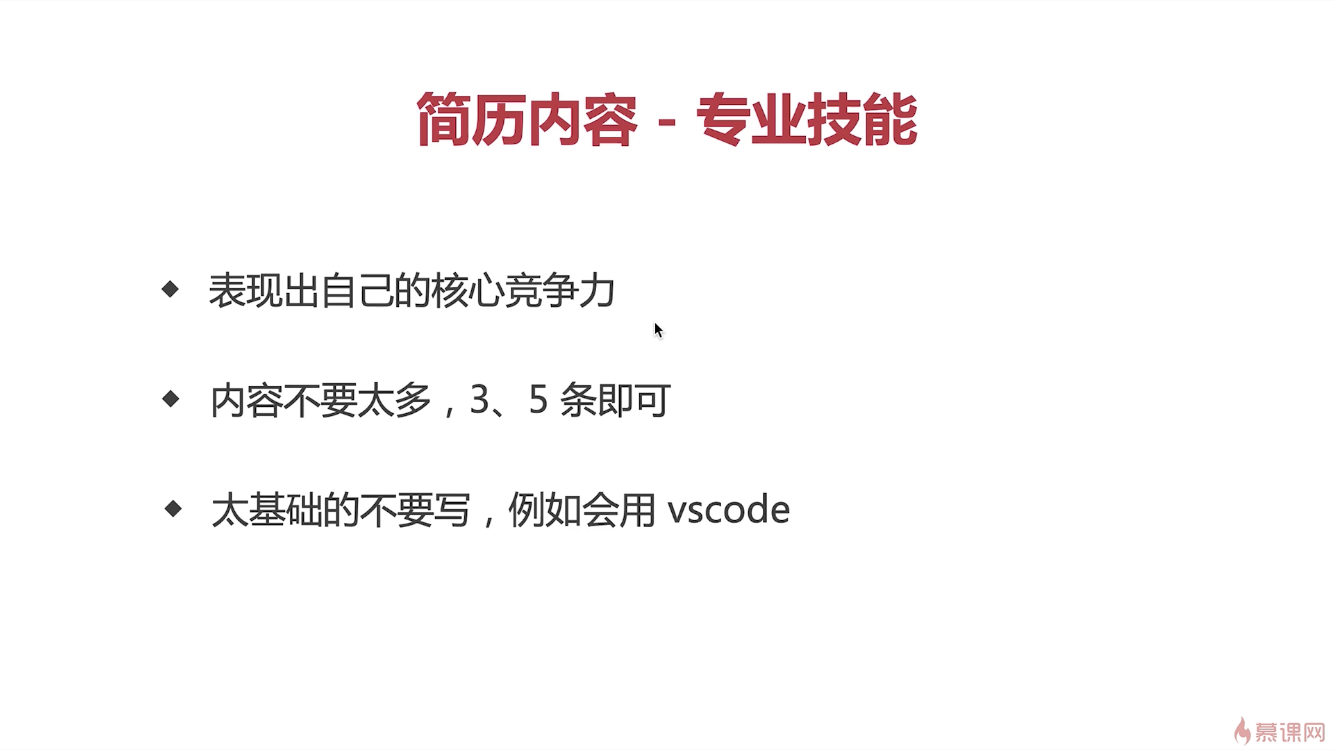 简历内容 - 专业技能
表现出自己的核心竞争力
内容不要太多，3、5 条即可
太基础的不要写，例如会用 vscode
慕课网